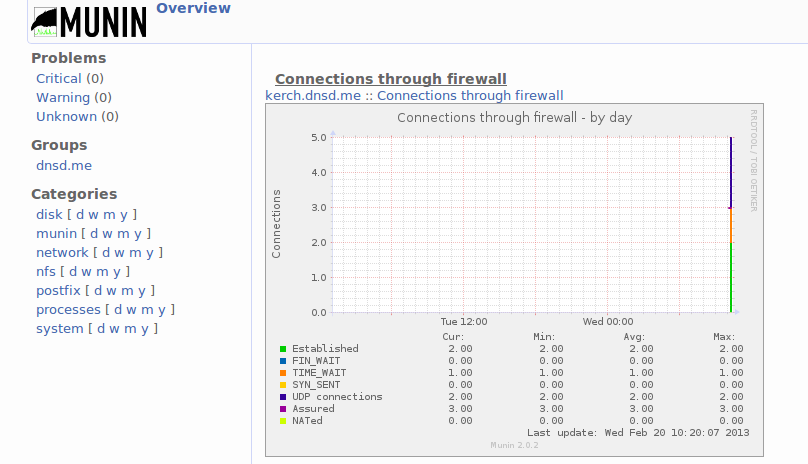 MUNIN Overview
Problems
Critical (0)
Warning (0)
Unknown (0)
Groups
dnsd.me
Categories
disk [ d w m y ]
munin [ d w m y ]
network [ d w m y ]
nfs [ d w m y ]
postfix [ d w m y ]
processes [ d w m y ]
system [ d w m y ]
Connections through firewall
kerch.dnsd.me :: Connections through firewall
Connections through firewall - by day
RRDTOOL / TOBI OETIKER
Connections
5.0
4.0
3.0
2.0
1.0
0.0
Tue 12:00 Wed 00:00
Cur: Min: Avg: Max:
Established 2.00 2.00 2.00 2.00
FIN_WAIT 0.00 0.00 0.00 0.00
TIME_WAIT 1.00 1.00 1.00 1.00
SYN_SENT 0.00 0.00 0.00 0.00
UDP connections 2.00 2.00 2.00 2.00
Assured 3.00 3.00 3.00 3.00
NATed 0.00 0.00 0.00 0.00
Last update: Wed Feb 20 10:20:07 2013
Munin 2.0.2